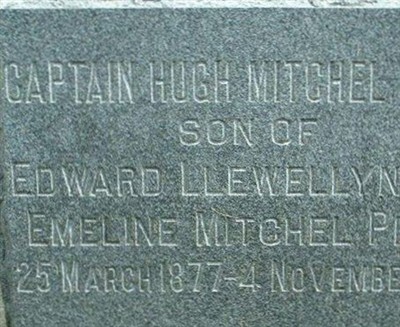 CAPTAIN HUGH MITCHEL
SON OF
EDWARD LLEWELLYN
EMELINE MITCHEL
25 MARCH 1877-4 NOVEMBE